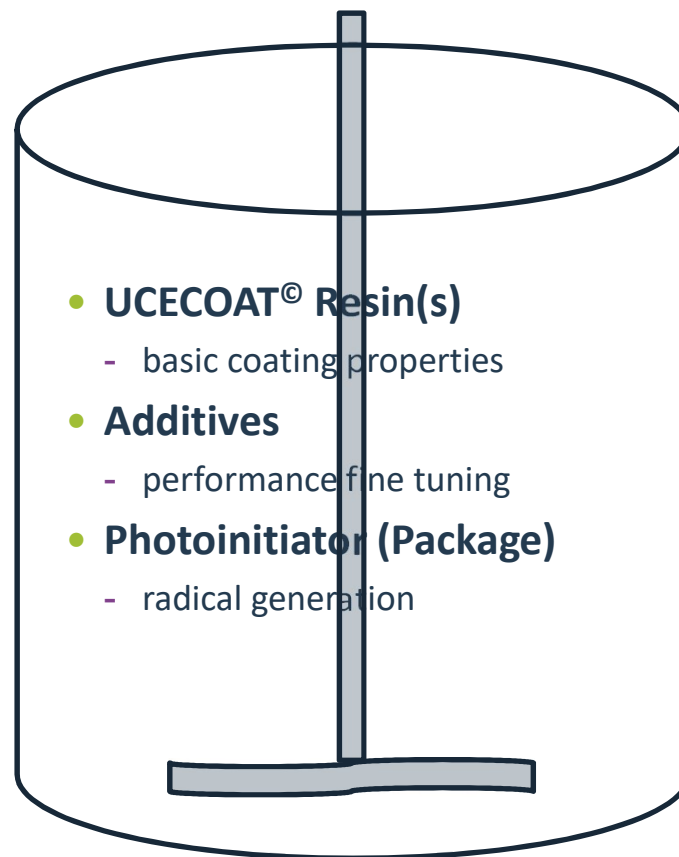 • UCECOAT© Resin(s)
- basic coating properties
• Additives
- performance fine tuning
• Photoinitiator (Package)
- radical generation